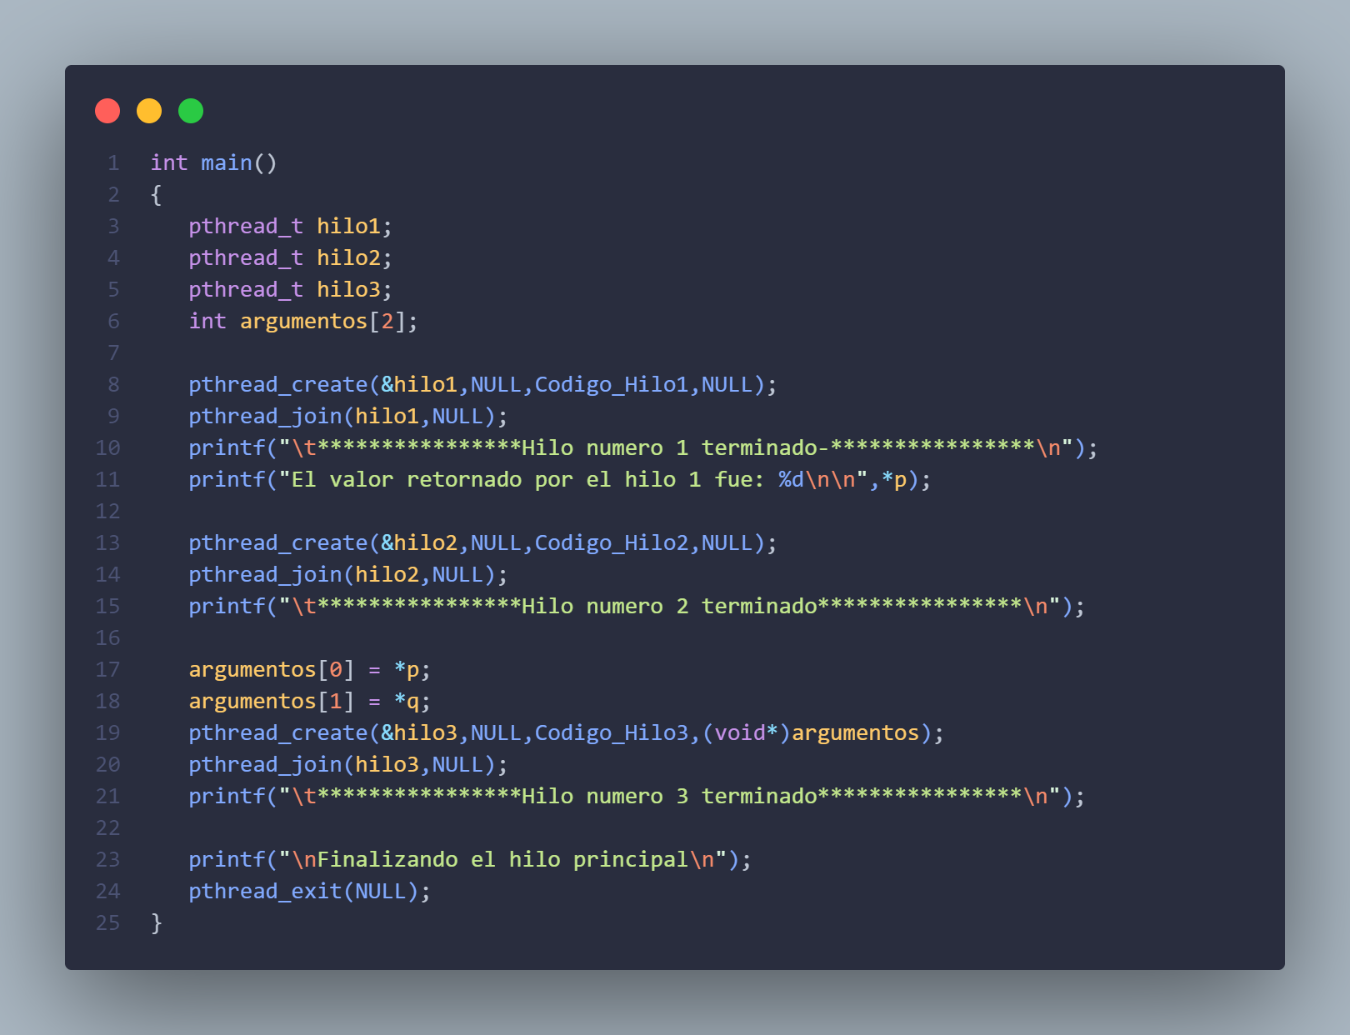 1 int main()
2 {
3    pthread_t hilo1;
4    pthread_t hilo2;
5    pthread_t hilo3;
6    int argumentos[2];
7
8    pthread_create(&hilo1,NULL,Codigo_Hilo1,NULL);
9    pthread_join(hilo1,NULL);
10    printf("\t****************Hilo numero 1 terminado-****************\n");
11    printf("El valor retornado por el hilo 1 fue: %d\n\n",*p);
12
13    pthread_create(&hilo2,NULL,Codigo_Hilo2,NULL);
14    pthread_join(hilo2,NULL);
15    printf("\t****************Hilo numero 2 terminado****************\n");
16
17    argumentos[0] = *p;
18    argumentos[1] = *q;
19    pthread_create(&hilo3,NULL,Codigo_Hilo3,(void*)argumentos);
20    pthread_join(hilo3,NULL);
21    printf("\t****************Hilo numero 3 terminado****************\n");
22
23    printf("\nFinalizando el hilo principal\n");
24    pthread_exit(NULL);
25 }